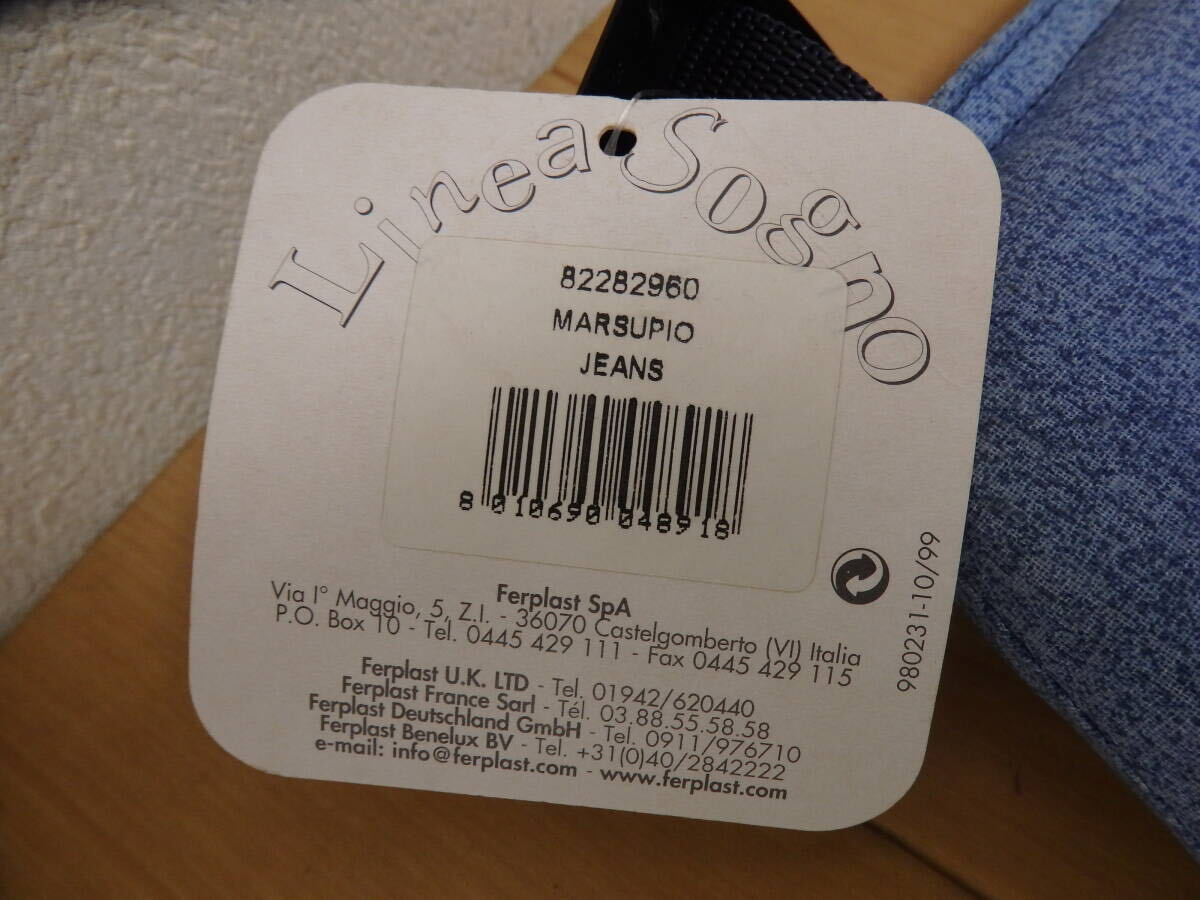 Linea Sogno
82282960
MARSUPIO
JEANS
8 010690 048918
Ferplast SpA
Via I° Maggio, 5, Z.I. - 36070 Castelgomberto (VI) Italia
P.O. Box 10 - Tel. 0445 429 111 - Fax 0445 429 115
Ferplast U.K. LTD - Tel. 01942/620440
Ferplast France Sarl - Tél. 03.88.55.58.58
Ferplast Deutschland GmbH - Tel. 0911/976710
Ferplast Benelux BV - Tel. +31(0)40/2842222
e-mail: info@ferplast.com - www.ferplast.com
980231-10/99